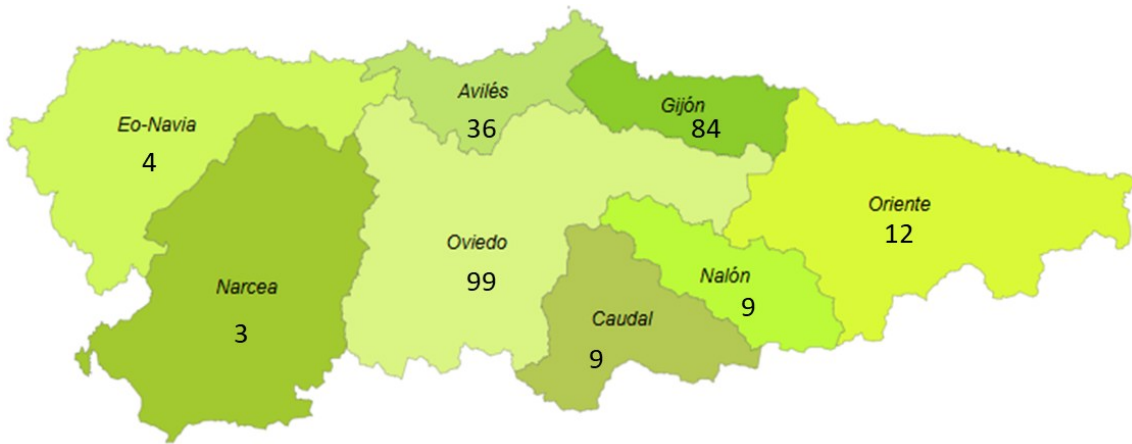 Avilés
36
Gijón
84
Eo-Navia
4
Oriente
12
Oviedo
99
Nalón
9
Narcea
3
Caudal
9